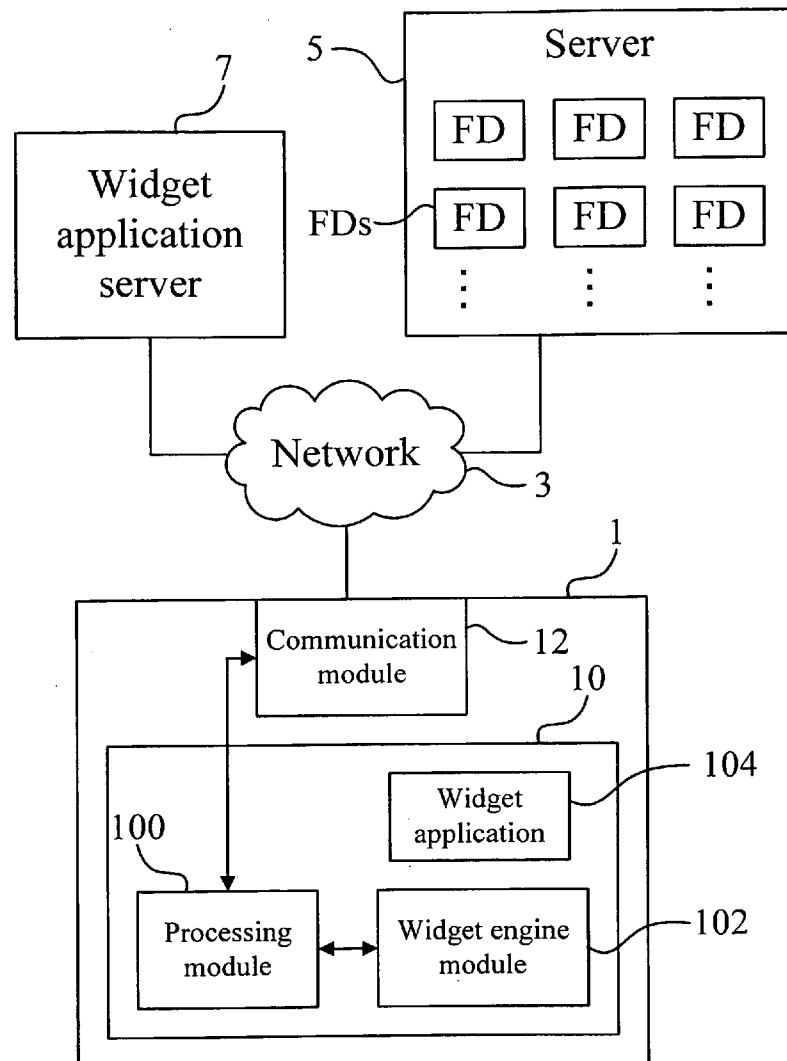 7
Widget
application
server
5
Server
FD FD FD
FDs FD FD FD
Network
3
1
Communication
module
12
10
Widget
application
104
100
Processing
module
Widget engine
module
102